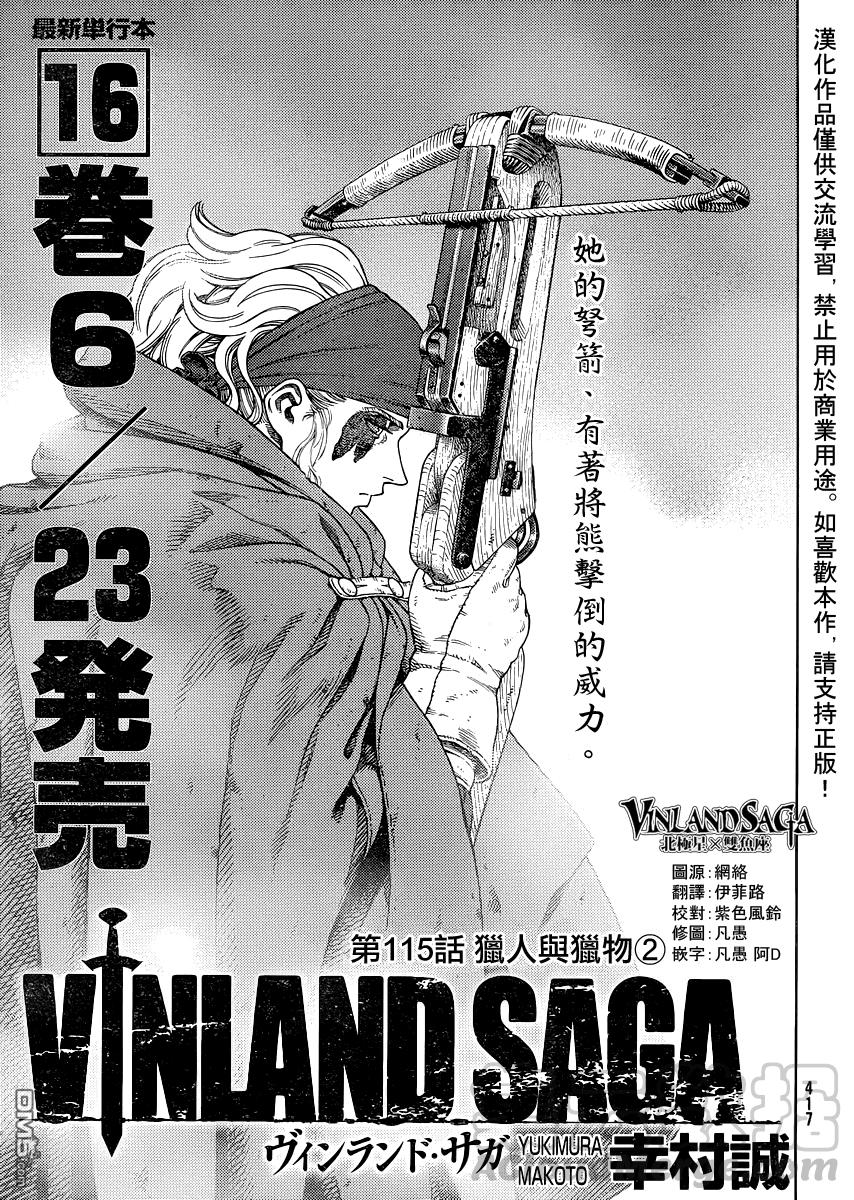 漢化作品僅供交流學習，禁止用於商業用途。如喜歡本作，請支持正版！
最新単行本
16巻6／23発売
她的弩箭、有著將熊擊倒的威力。
VINLAND SAGA
北極星×雙魚座
圖源：網絡
翻譯：伊菲路
校對：紫色風鈴
修圖：凡愚
嵌字：凡愚 阿D
第115話 獵人與獵物②
VINLAND SAGA
ヴィンランド・サガ
YUKIMURA
MAKOTO
幸村誠
417